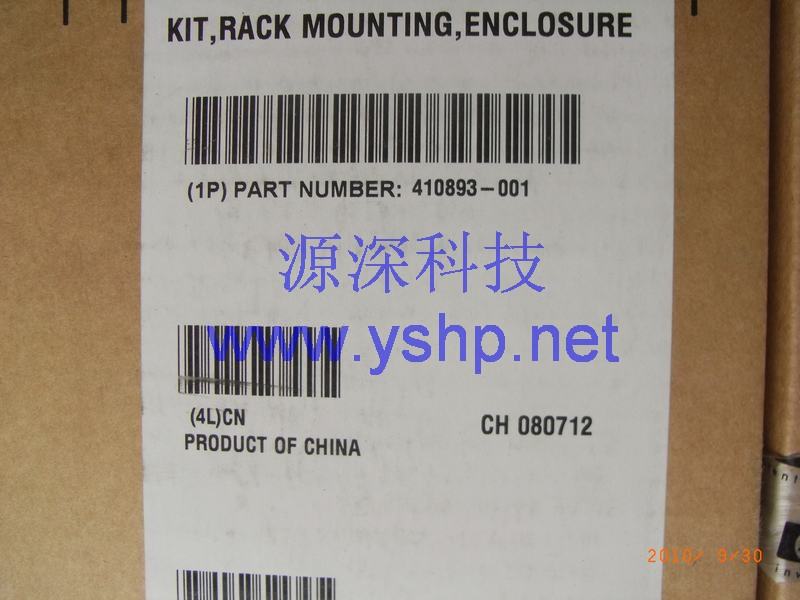 KIT,RACK MOUNTING,ENCLOSURE
(1P) PART NUMBER: 410893-001
源深科技
www.yshp.net
(4L)CN
CH 080712
PRODUCT OF CHINA
2010/ 9/30